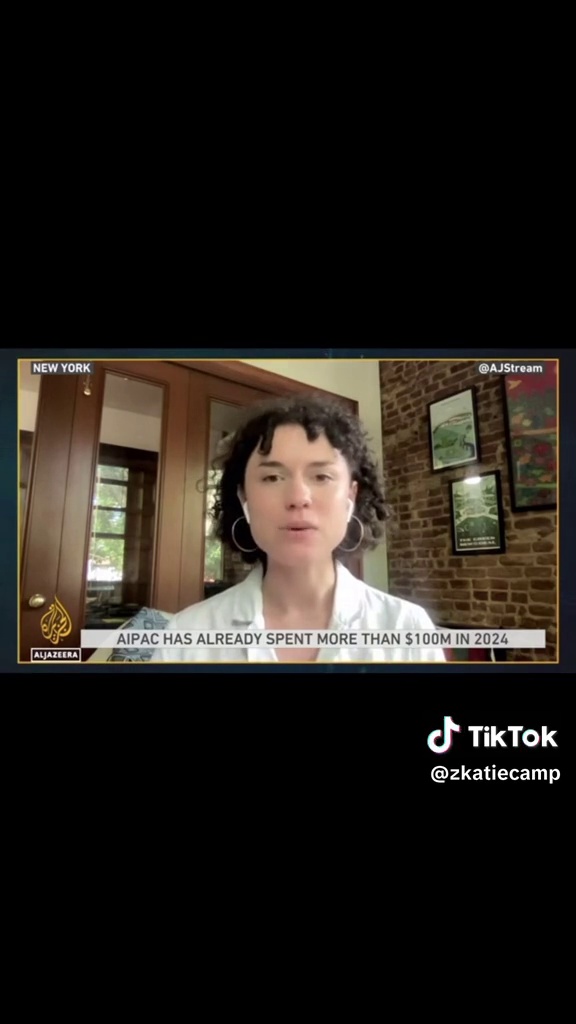 NEW YORK
@AJStream
AIPAC HAS ALREADY SPENT MORE THAN $100M IN 2024
ALJAZEERA
TikTok
@zkatiecamp